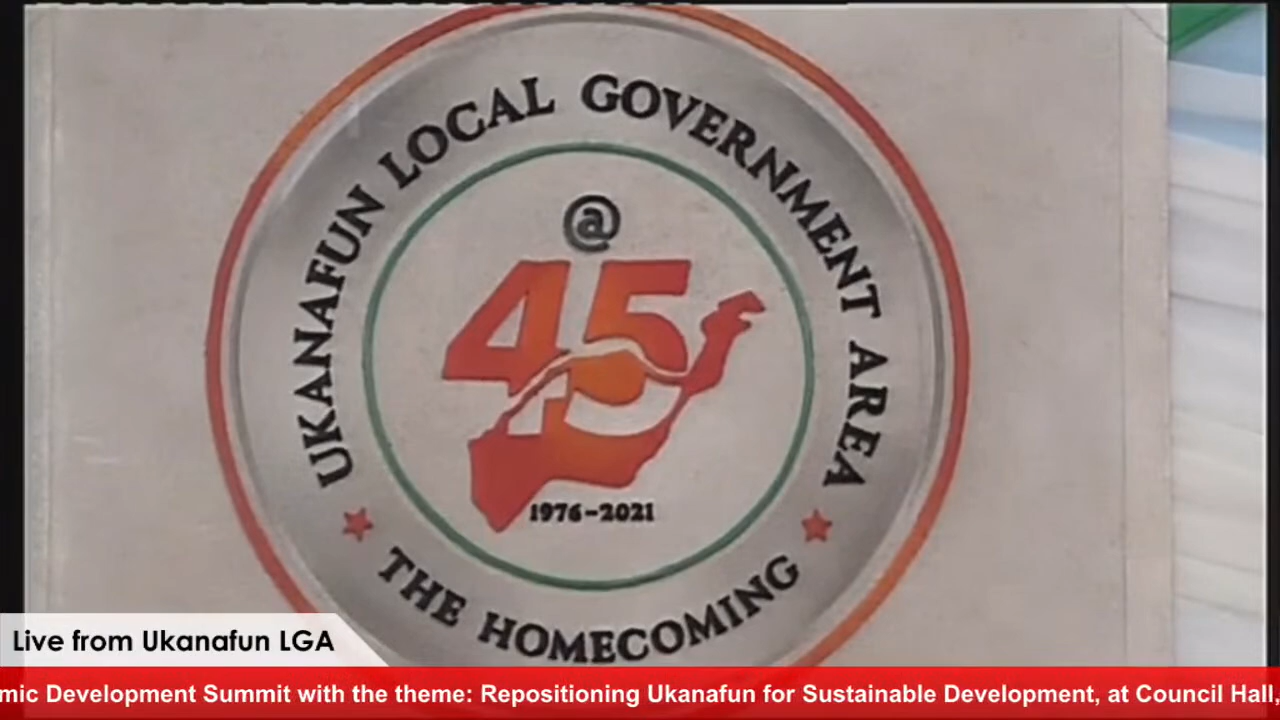 UKANAFUN LOCAL GOVERNMENT AREA
@
45
1976-2021
THE HOMECOMING
Live from Ukanafun LGA
mic Development Summit with the theme: Repositioning Ukanafun for Sustainable Development, at Council Hall,